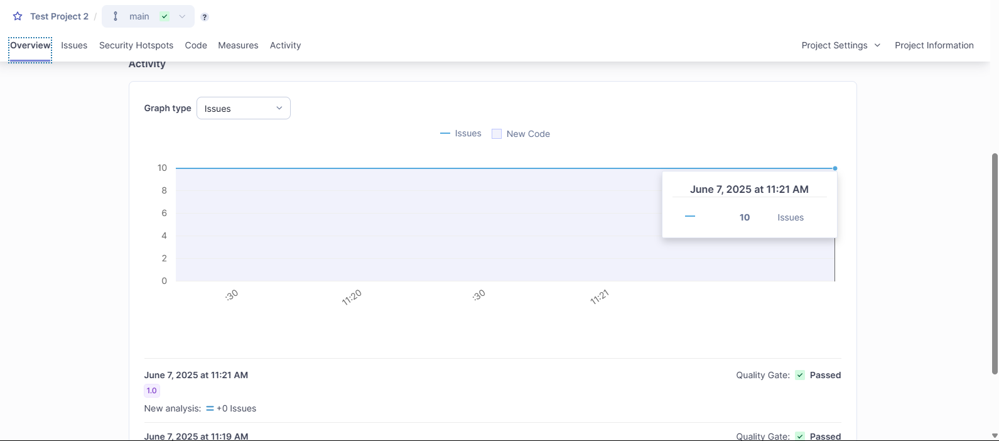 Test Project 2 / main ?
Overview Issues Security Hotspots Code Measures Activity Project Settings Project Information
Activity
Graph type Issues
Issues New Code
10
8
6
4
2
0
June 7, 2025 at 11:21 AM
10 Issues
:30 11:20 :30 11:21
June 7, 2025 at 11:21 AM Quality Gate: Passed
1.0
New analysis: +0 Issues
June 7, 2025 at 11:19 AM Quality Gate: Passed